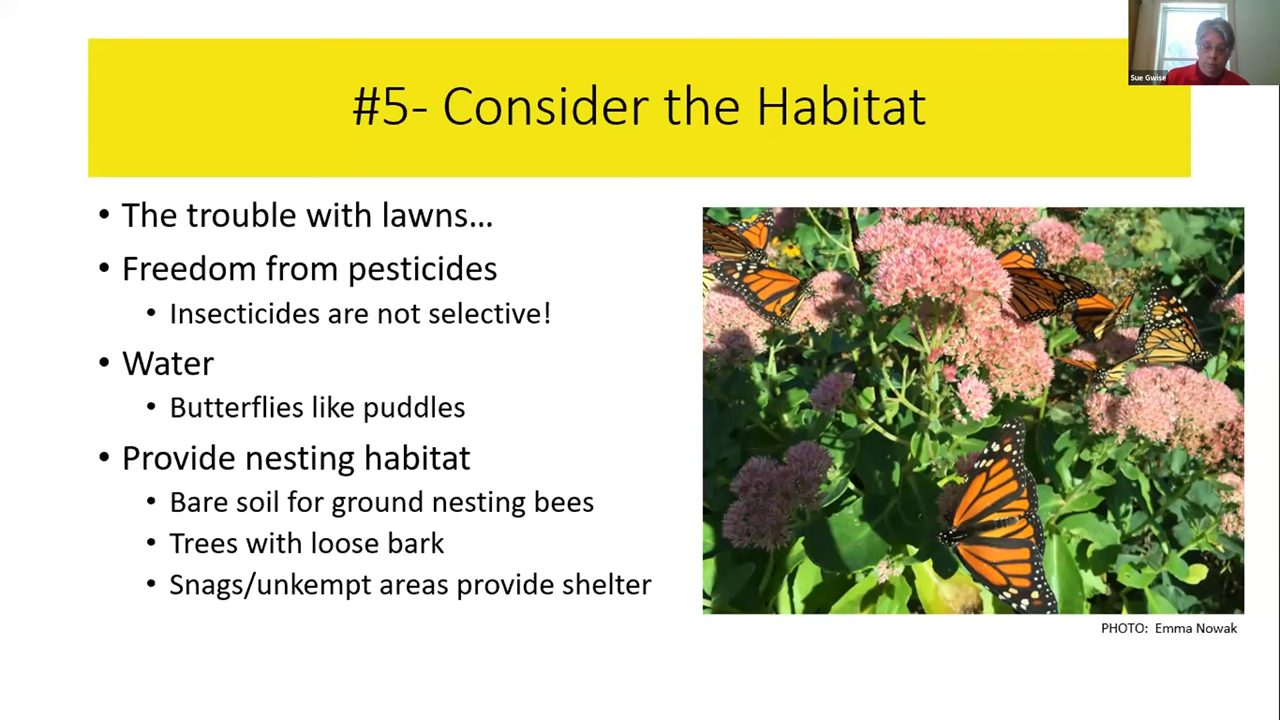 Sue Gwise
#5- Consider the Habitat
• The trouble with lawns…
• Freedom from pesticides
• Insecticides are not selective!
• Water
• Butterflies like puddles
• Provide nesting habitat
• Bare soil for ground nesting bees
• Trees with loose bark
• Snags/unkempt areas provide shelter
PHOTO: Emma Nowak